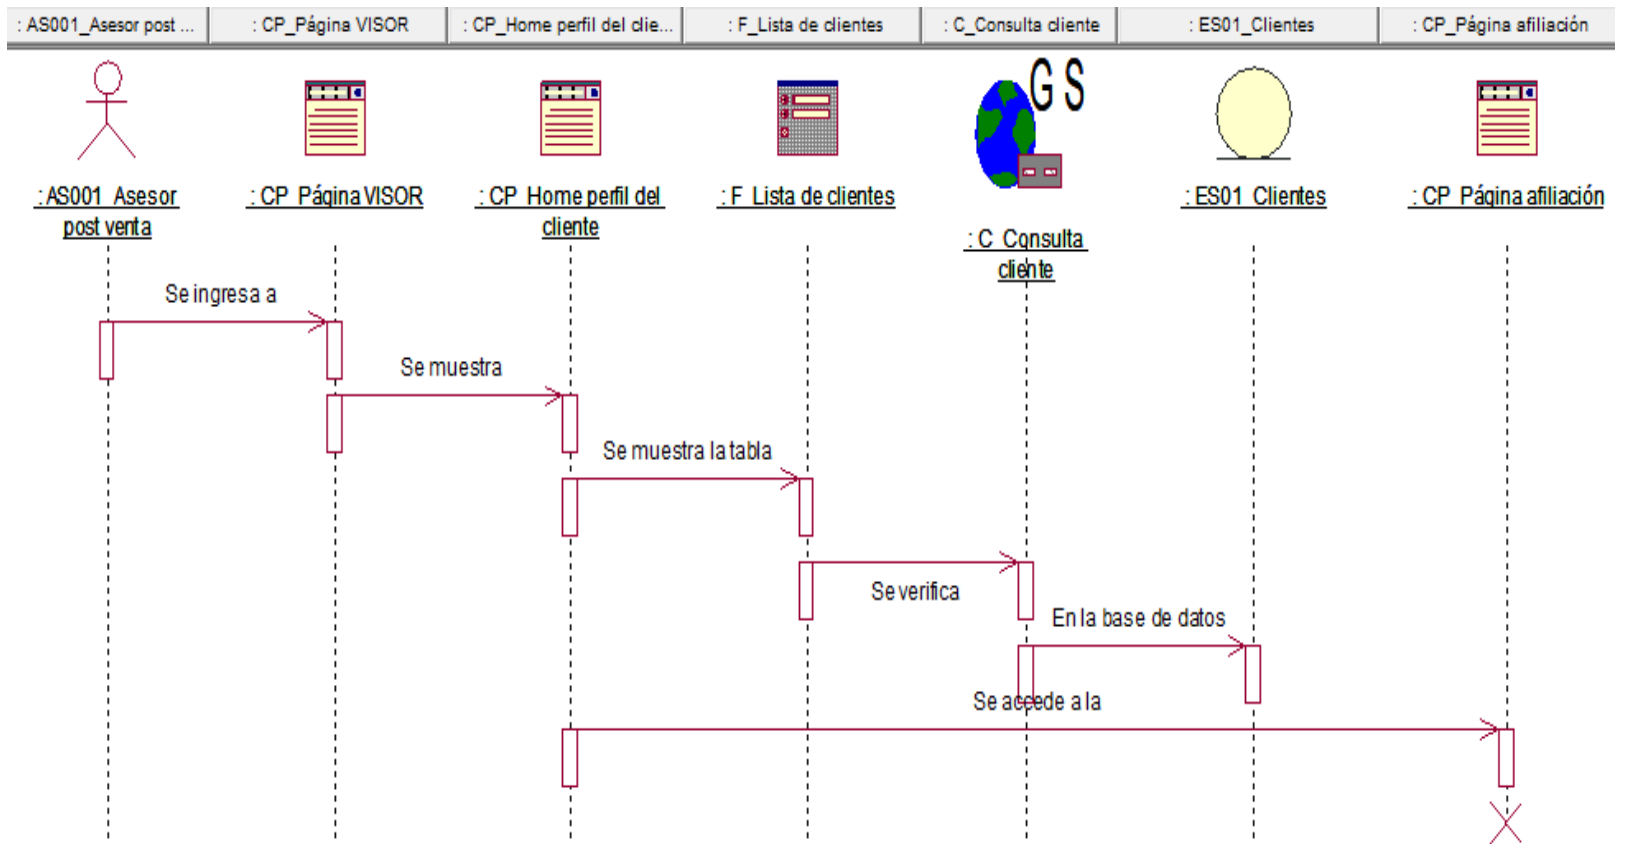 : AS001_Asesor post ...
: CP_Página VISOR
: CP_Home perfil del clie...
: F_Lista de clientes
: C_Consulta cliente
: ES01_Clientes
: CP_Página afiliación
G S
: AS001_Asesor
post venta
: CP_Página VISOR
: CP_Home perfil del
cliente
: F_Lista de clientes
: C_Consulta
cliente
: ES01_Clientes
: CP_Página afiliación
Se ingresa a
Se muestra
Se muestra la tabla
Se verifica
En la base de datos
Se accede a la